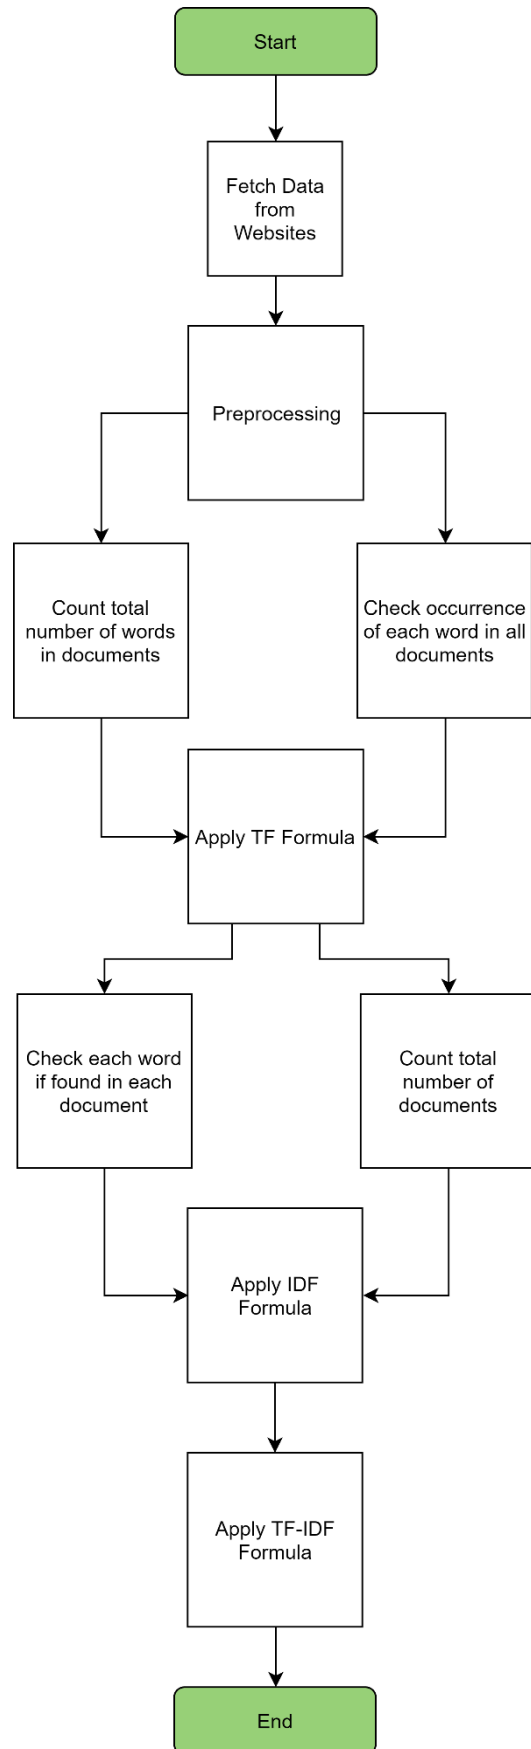 Start
Fetch Data
from
Websites
Preprocessing
Count total
number of words
in documents
Check occurrence
of each word in all
documents
Apply TF Formula
Check each word
if found in each
document
Count total
number of
documents
Apply IDF
Formula
Apply TF-IDF
Formula
End